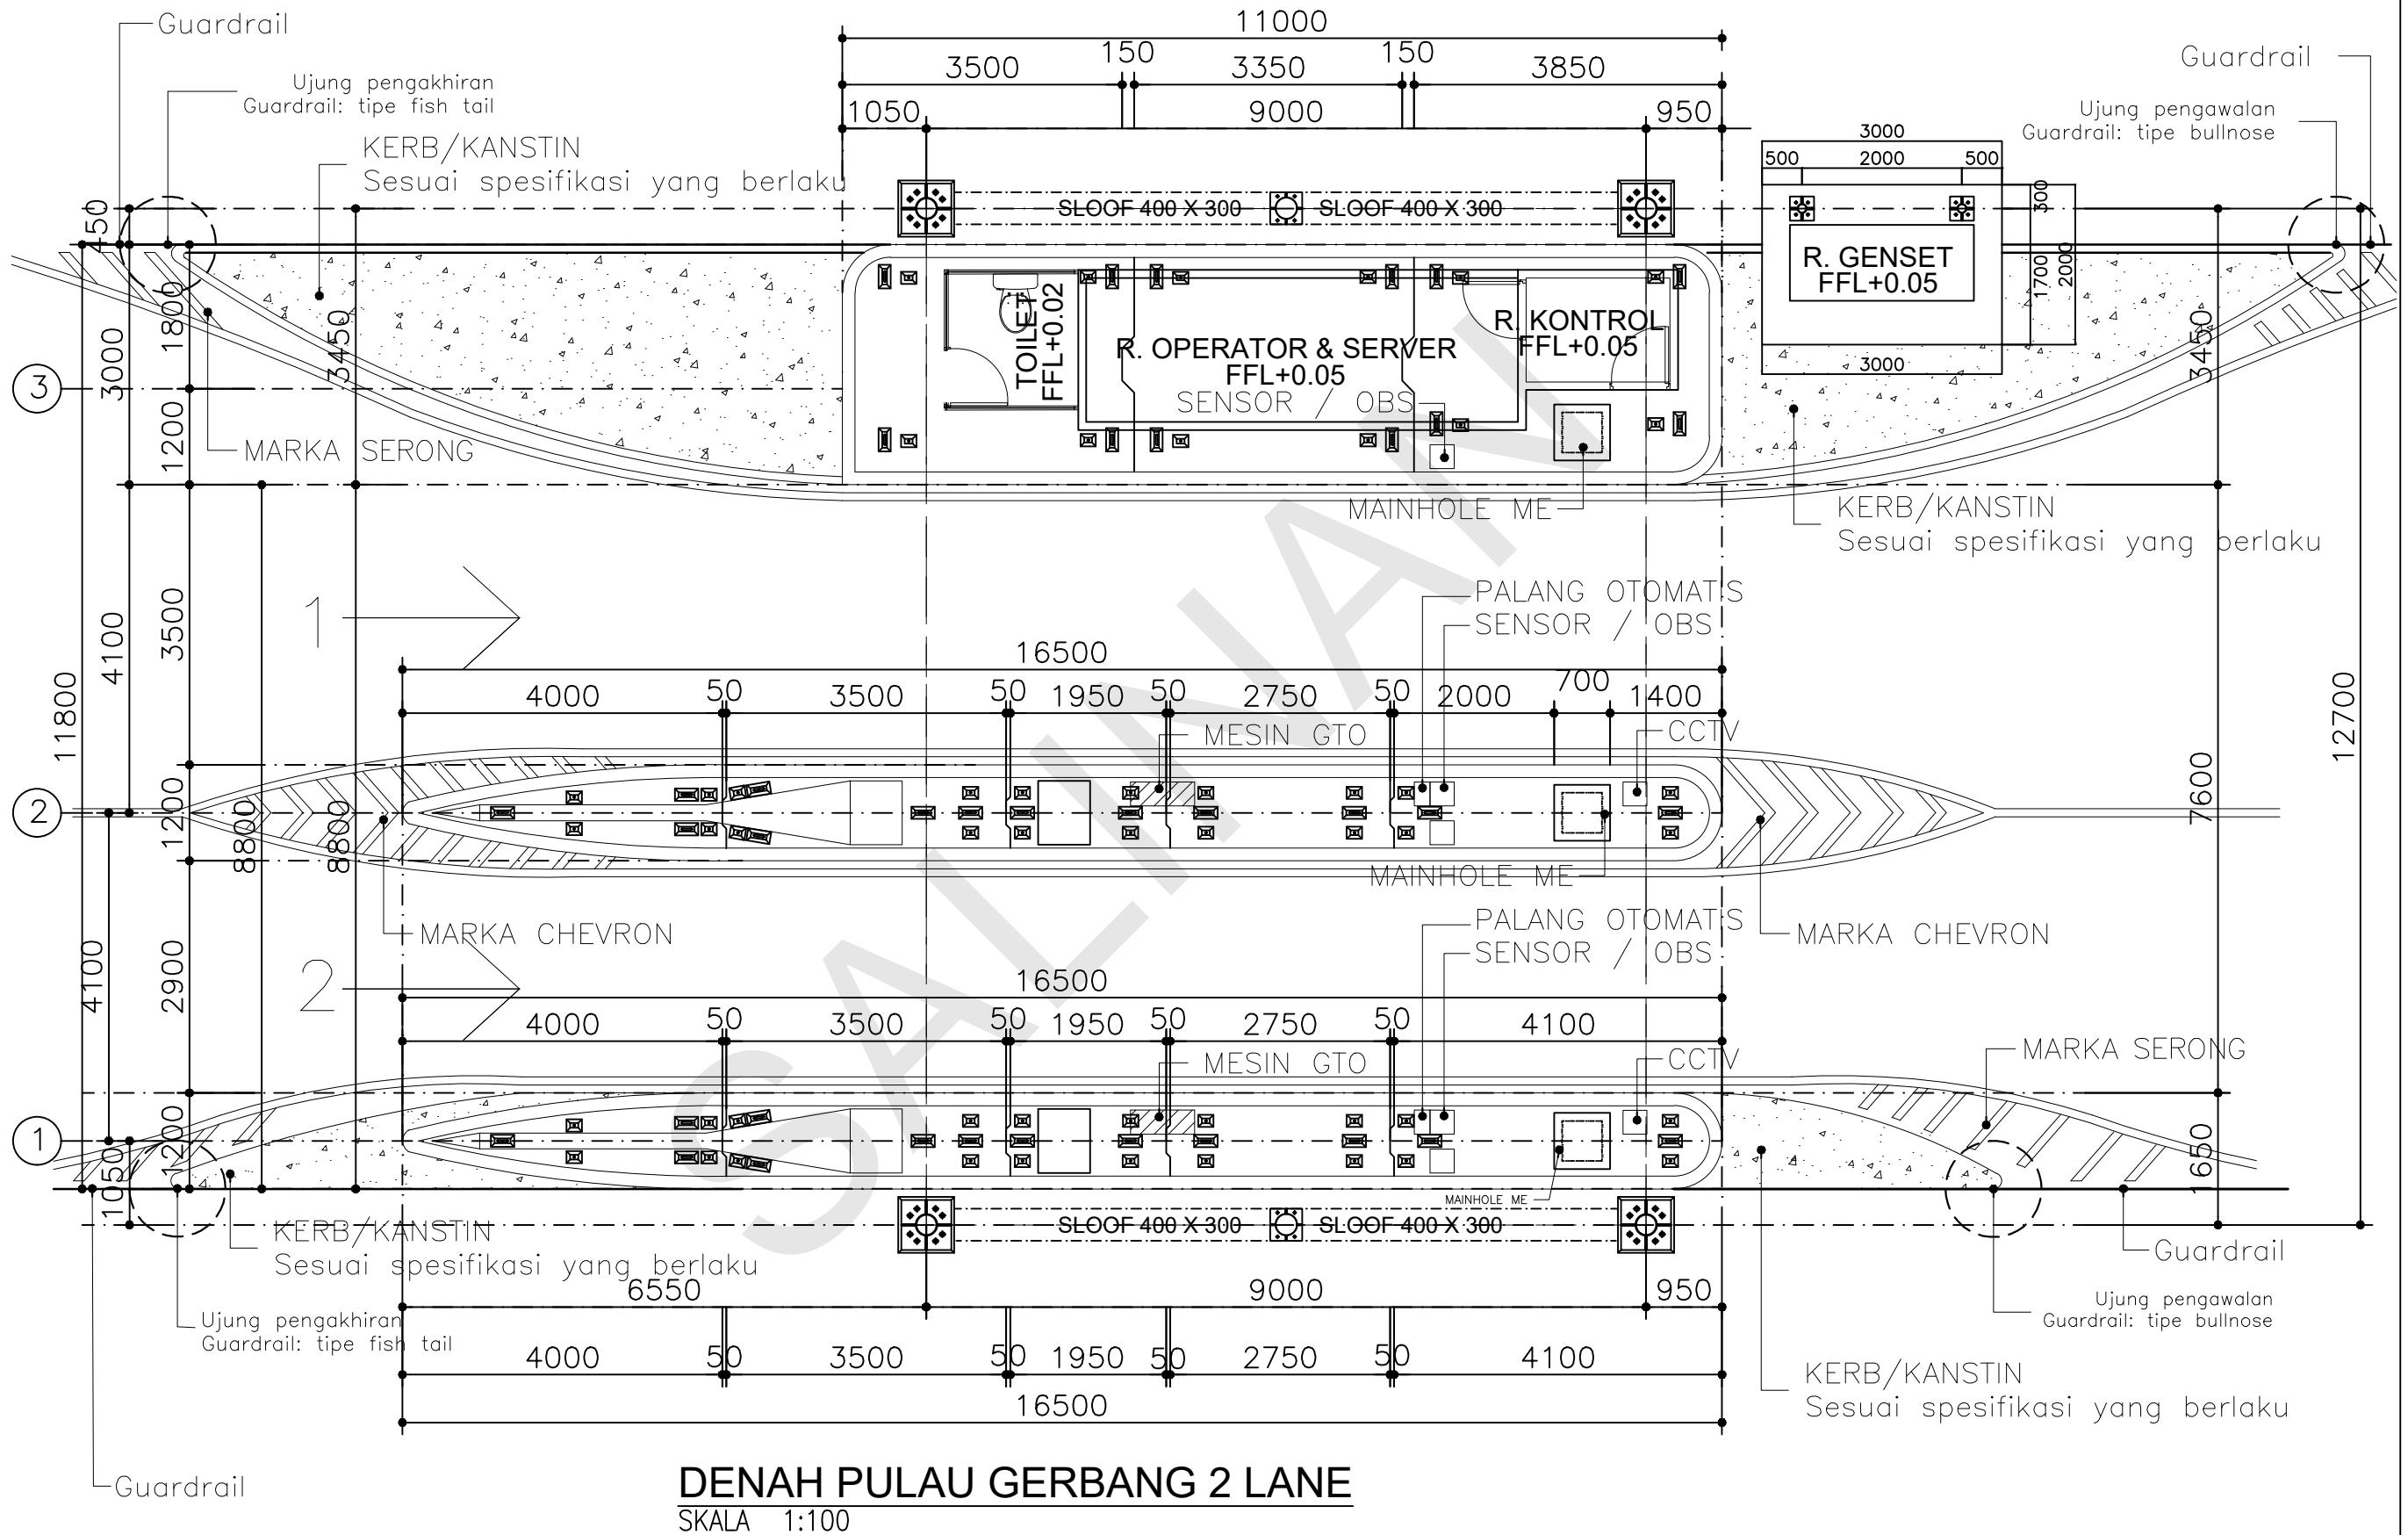 Guardrail
11000
Ujung pengakhiran
Guardrail: tipe fish tail
3500
150
3350
150
3850
Guardrail
1050
9000
950
Ujung pengawalan
Guardrail: tipe bullnose
KERB/KANSTIN
Sesuai spesifikasi yang berlaku
3000
500
2000
500
SLOOF 400 X 300
SLOOF 400 X 300
450
300
R. GENSET
FFL+0.05
1700
2000
TOILET
FFL+0.02
R. OPERATOR & SERVER
FFL+0.05
R. KONTROL
FFL+0.05
SENSOR / OBS
3000
1800
3450
3000
3450
3
1200
MARKA SERONG
MAINHOLE ME
KERB/KANSTIN
Sesuai spesifikasi yang berlaku
1
PALANG OTOMATIS
SENSOR / OBS
16500
4000
50
3500
50
1950
50
2750
50
2000
700
1400
MESIN GTO
CCTV
11800
4100
3500
12700
2
1200
8800
8800
7600
MAINHOLE ME
MARKA CHEVRON
PALANG OTOMATIS
SENSOR / OBS
MARKA CHEVRON
4100
2900
2
16500
4000
50
3500
50
1950
50
2750
50
4100
MESIN GTO
CCTV
MARKA SERONG
1
1200
1050
1650
MAINHOLE ME
SLOOF 400 X 300
SLOOF 400 X 300
KERB/KANSTIN
Sesuai spesifikasi yang berlaku
Guardrail
6550
9000
950
Ujung pengakhiran
Guardrail: tipe fish tail
Ujung pengawalan
Guardrail: tipe bullnose
4000
50
3500
50
1950
50
2750
50
4100
KERB/KANSTIN
Sesuai spesifikasi yang berlaku
16500
Guardrail
DENAH PULAU GERBANG 2 LANE
SKALA 1:100
SALINAN